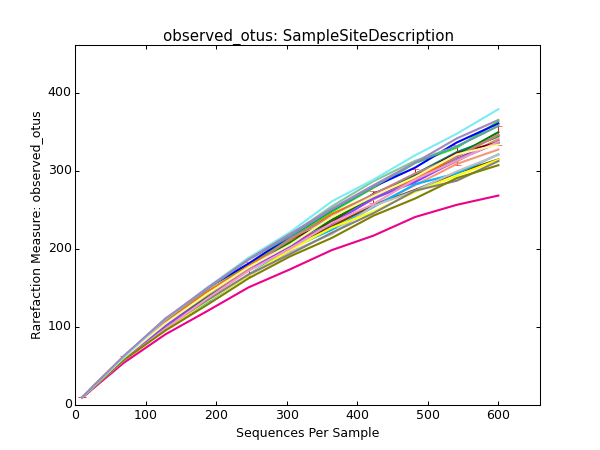 observed_otus: SampleSiteDescription
Rarefaction Measure: observed_otus
400
300
200
100
0
0 100 200 300 400 500 600
Sequences Per Sample